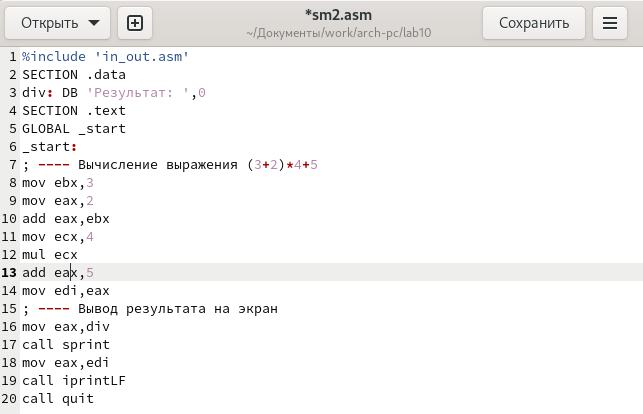 Открыть
*sm2.asm
~/Документы/work/arch-pc/lab10
Сохранить
1 %include 'in_out.asm'
2 SECTION .data
3 div: DB 'Результат: ',0
4 SECTION .text
5 GLOBAL _start
6 _start:
7 ; ---- Вычисление выражения (3+2)*4+5
8 mov ebx,3
9 mov eax,2
10 add eax,ebx
11 mov ecx,4
12 mul ecx
13 add eax,5
14 mov edi,eax
15 ; ---- Вывод результата на экран
16 mov eax,div
17 call sprint
18 mov eax,edi
19 call iprintLF
20 call quit